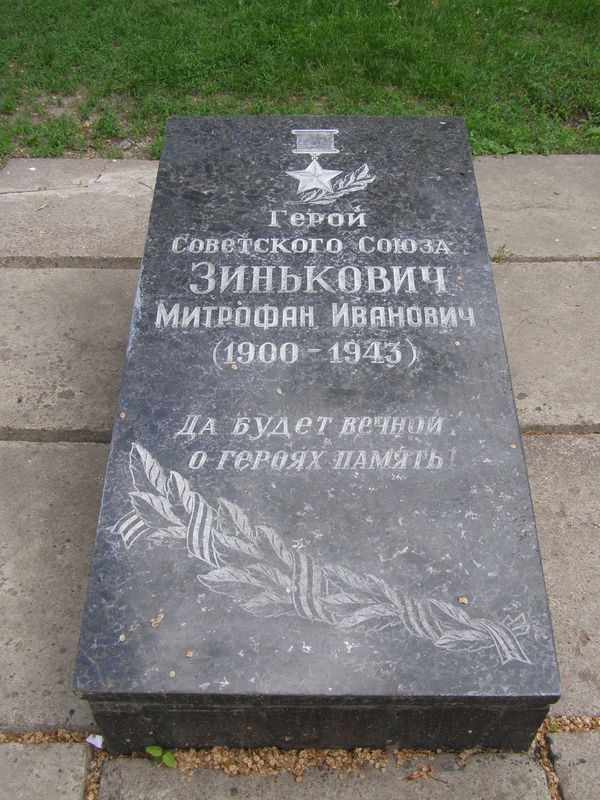 Герой
Советского Союза
Зинькович
Митрофан Иванович
(1900 - 1943)
Да будет вечной
о героях память!